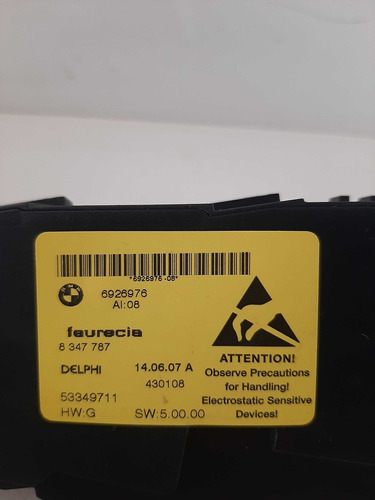 *6926976-08*
BMW
6926976
AI:08
faurecia
8 347 787
DELPHI 14.06.07 A
430108
53349711
HW:G SW:5.00.00
ATTENTION!
Observe Precautions
for Handling!
Electrostatic Sensitive
Devices!